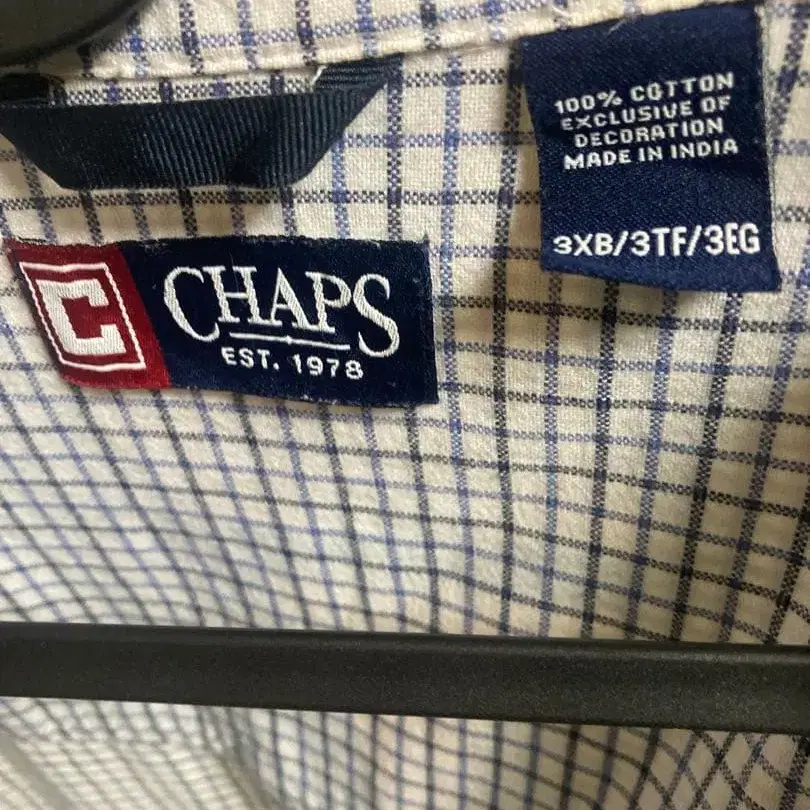 C CHAPS
EST. 1978
100% COTTON
EXCLUSIVE OF
DECORATION
MADE IN INDIA
3XB/3TF/3EG